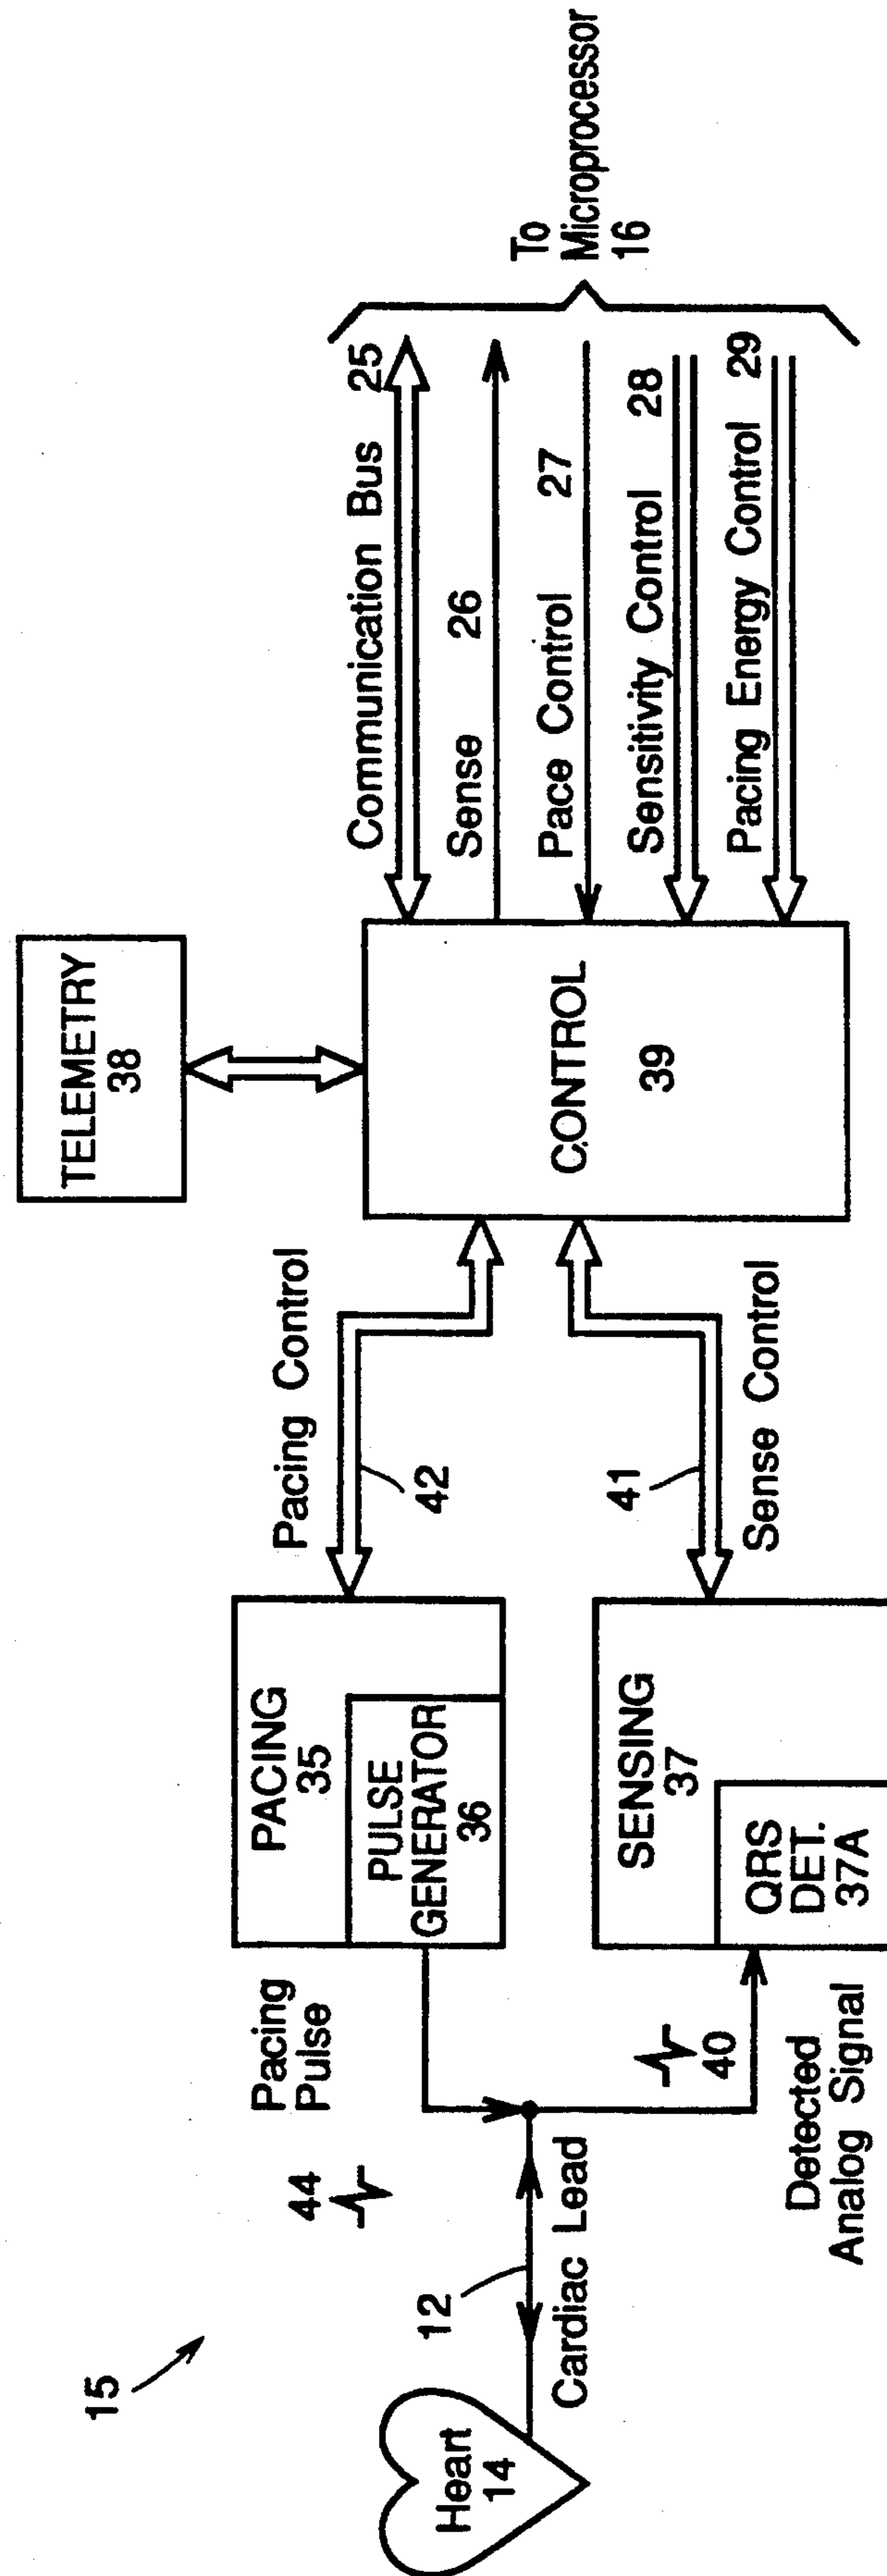 15
Heart
14
12
Cardiac Lead
44
Pacing
Pulse
40
Detected
Analog Signal
PACING
35
PULSE
GENERATOR
36
SENSING
37
QRS
DET.
37A
Pacing Control
42
41
Sense Control
TELEMETRY
38
CONTROL
39
Communication Bus 25
Sense 26
Pace Control 27
Sensitivity Control 28
Pacing Energy Control 29
To
Microprocessor
16